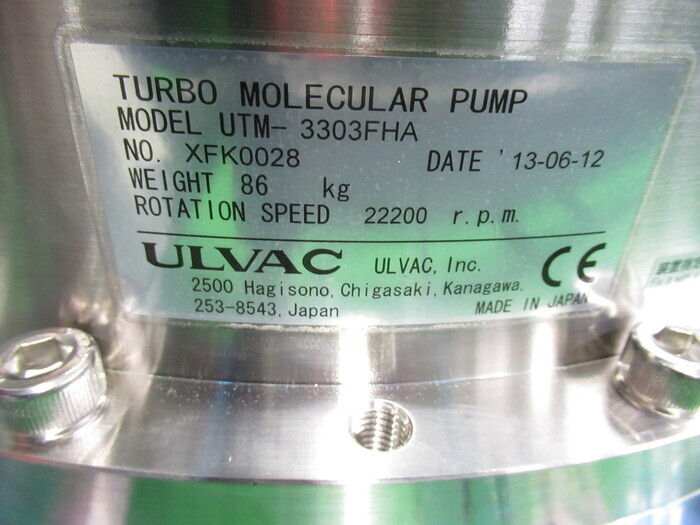 TURBO MOLECULAR PUMP
MODEL UTM- 3303FHA
NO. XFK0028 DATE '13-06-12
WEIGHT 86 kg
ROTATION SPEED 22200 r.p.m.
ULVAC ULVAC, Inc. CE
2500 Hagisono, Chigasaki, Kanagawa,
253-8543, Japan MADE IN JAPAN